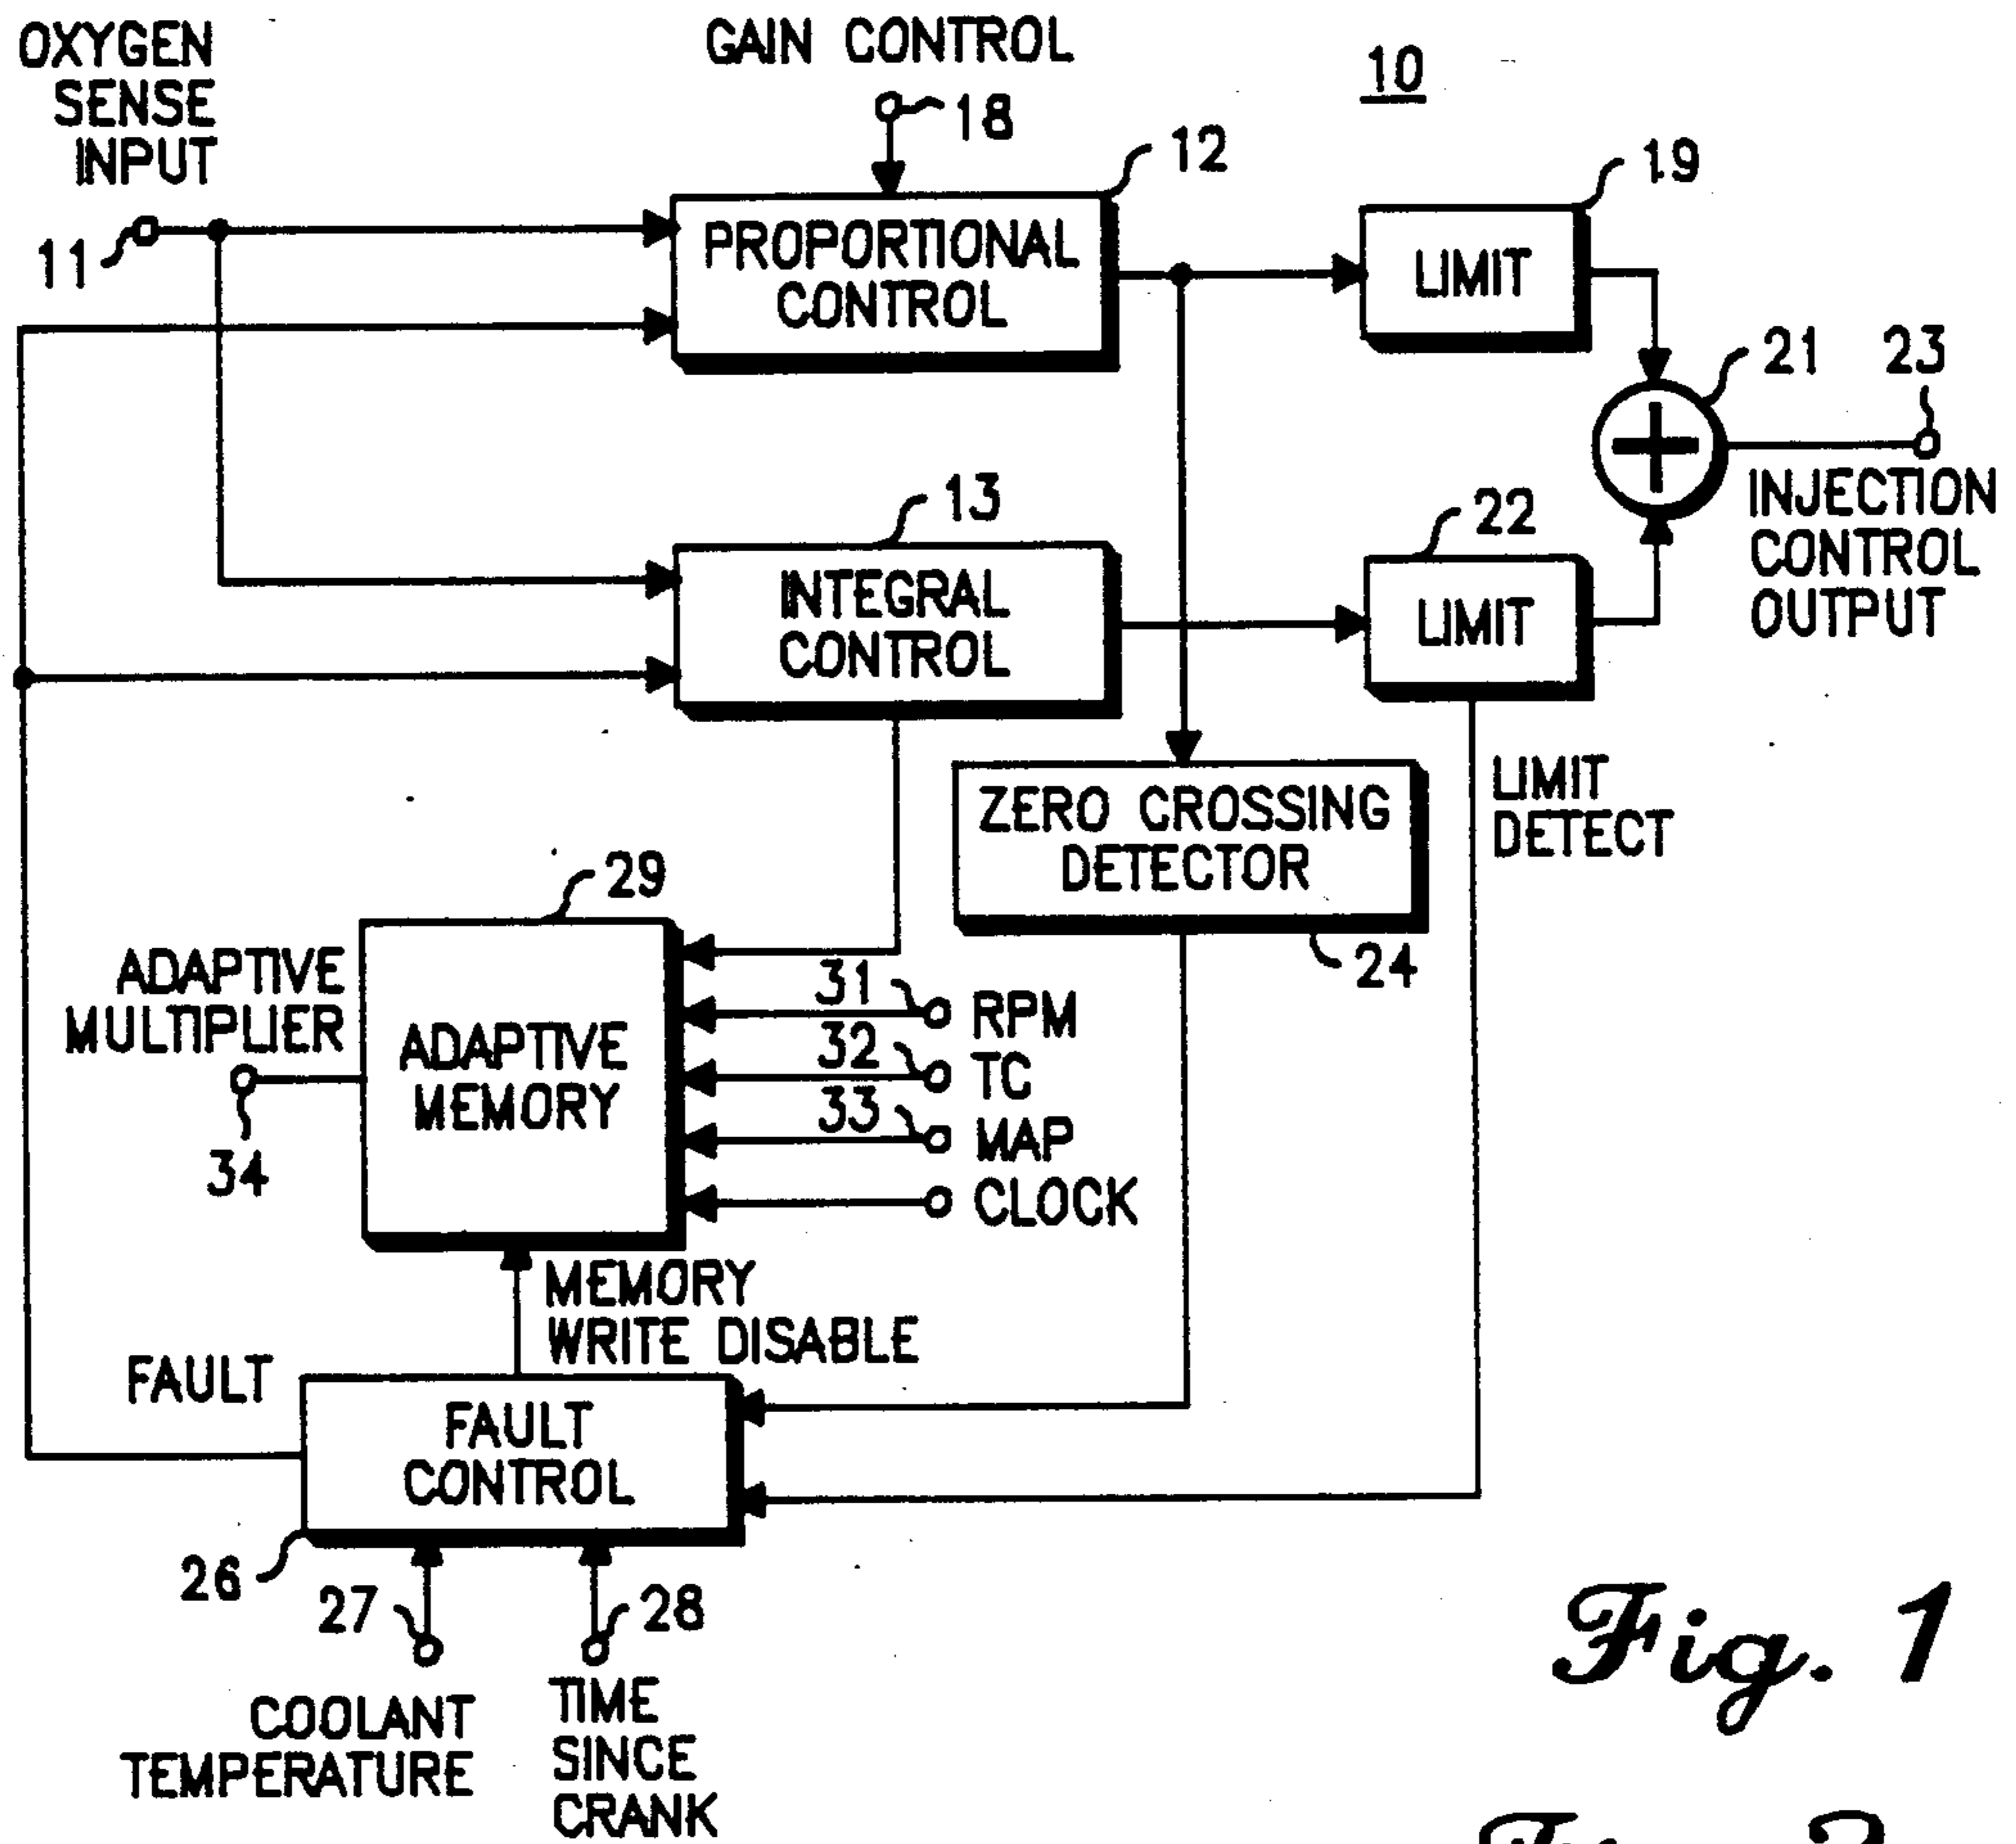 OXYGEN
SENSE
INPUT
11
GAIN CONTROL
18
10
12
PROPORTIONAL
CONTROL
19
LIMIT
21
23
INJECTION
CONTROL
OUTPUT
13
INTEGRAL
CONTROL
22
LIMIT
LIMIT
DETECT
ZERO CROSSING
DETECTOR
24
29
ADAPTIVE
MULTIPLIER
34
ADAPTIVE
MEMORY
31
RPM
32
TC
33
MAP
CLOCK
MEMORY
WRITE DISABLE
FAULT
FAULT
CONTROL
26
27
28
COOLANT
TEMPERATURE
TIME
SINCE
CRANK
Fig. 1